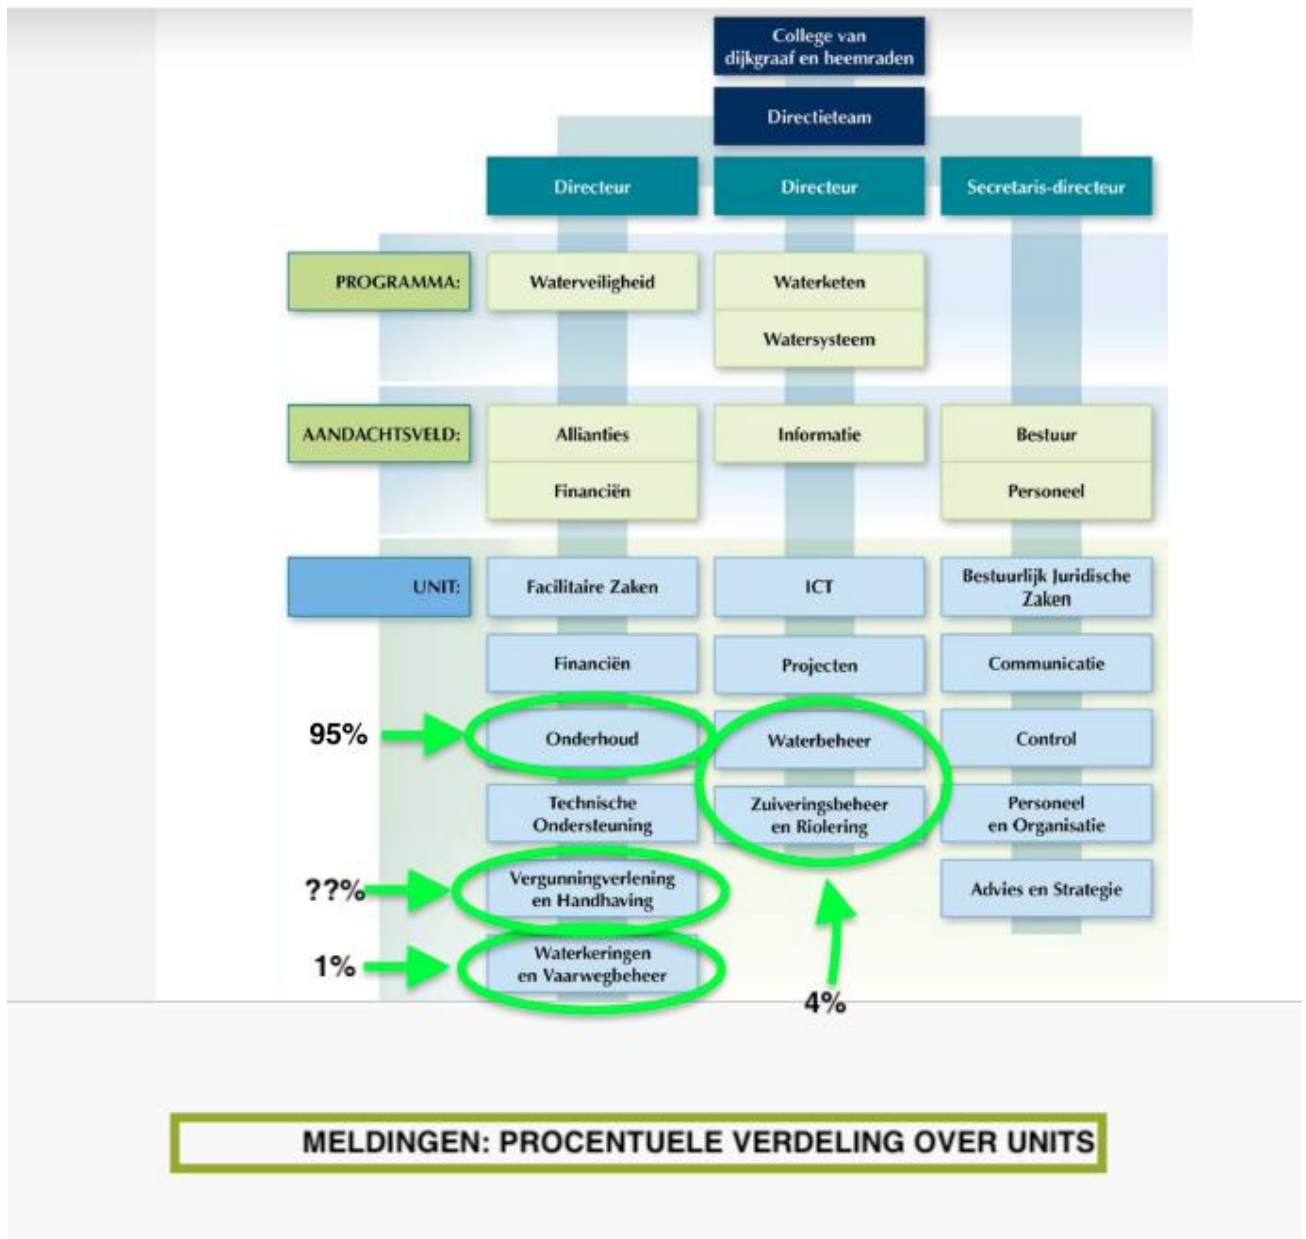 College van
dijkgraaf en heemraden
Directieteam
Directeur
Directeur
Secretaris-directeur
PROGRAMMA:
Waterveiligheid
Waterketen
Watersysteem
AANDACHTSVELD:
Allianties
Informatie
Bestuur
Financiën
Personeel
UNIT:
Facilitaire Zaken
ICT
Bestuurlijk Juridische
Zaken
Financiën
Projecten
Communicatie
95%
Onderhoud
Waterbeheer
Control
Technische
Ondersteuning
Zuiveringsbeheer
en Riolering
Personeel
en Organisatie
??%
Vergunningverlening
en Handhaving
Advies en Strategie
1%
Waterkeringen
en Vaarwegbeheer
4%
MELDINGEN: PROCENTUELE VERDELING OVER UNITS